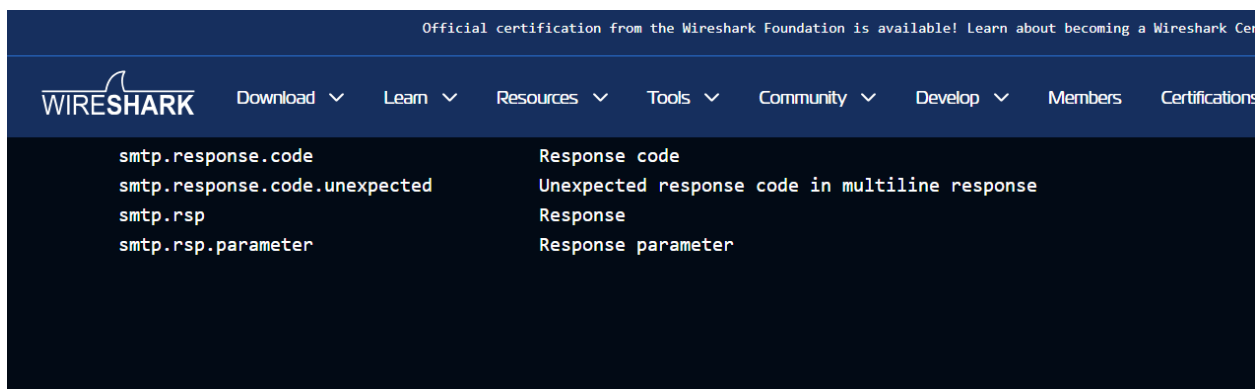 Official certification from the Wireshark Foundation is available! Learn about becoming a Wireshark Cer
WIRESHARK Download Learn Resources Tools Community Develop Members Certifications
smtp.response.code Response code
smtp.response.code.unexpected Unexpected response code in multiline response
smtp.rsp Response
smtp.rsp.parameter Response parameter